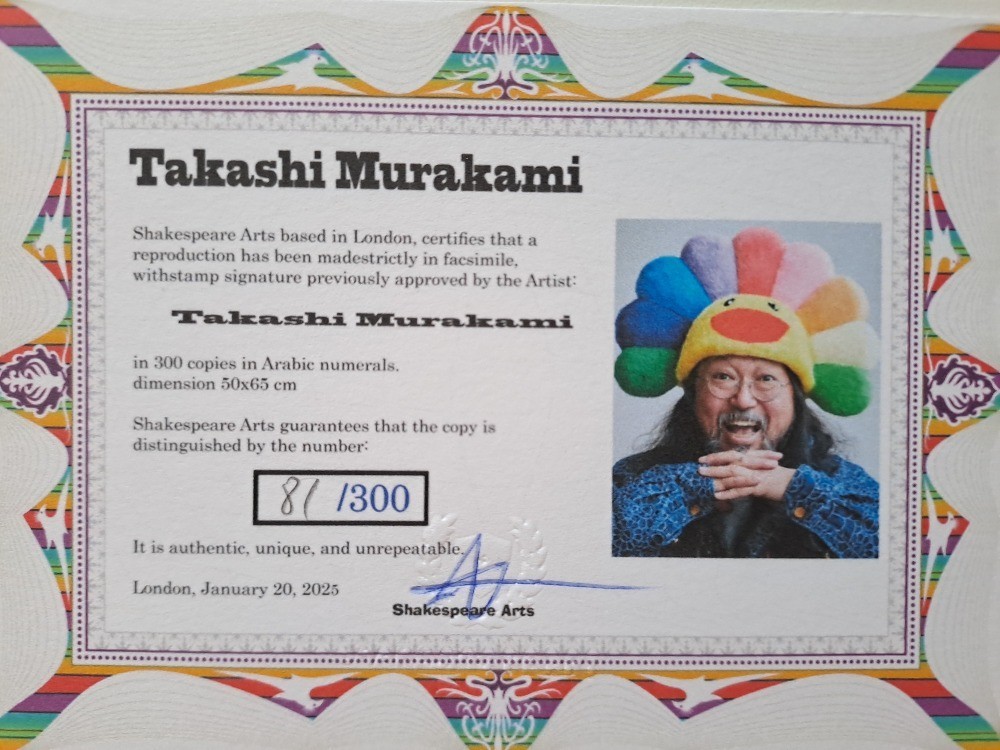 Takashi Murakami
Shakespeare Arts based in London, certifies that a
reproduction has been madestrictly in facsimile,
withstamp signature previously approved by the Artist:
Takashi Murakami
in 300 copies in Arabic numerals.
dimension 50x65 cm
Shakespeare Arts guarantees that the copy is
distinguished by the number:
81 /300
It is authentic, unique, and unrepeatable.
London, January 20, 2025
Shakespeare Arts